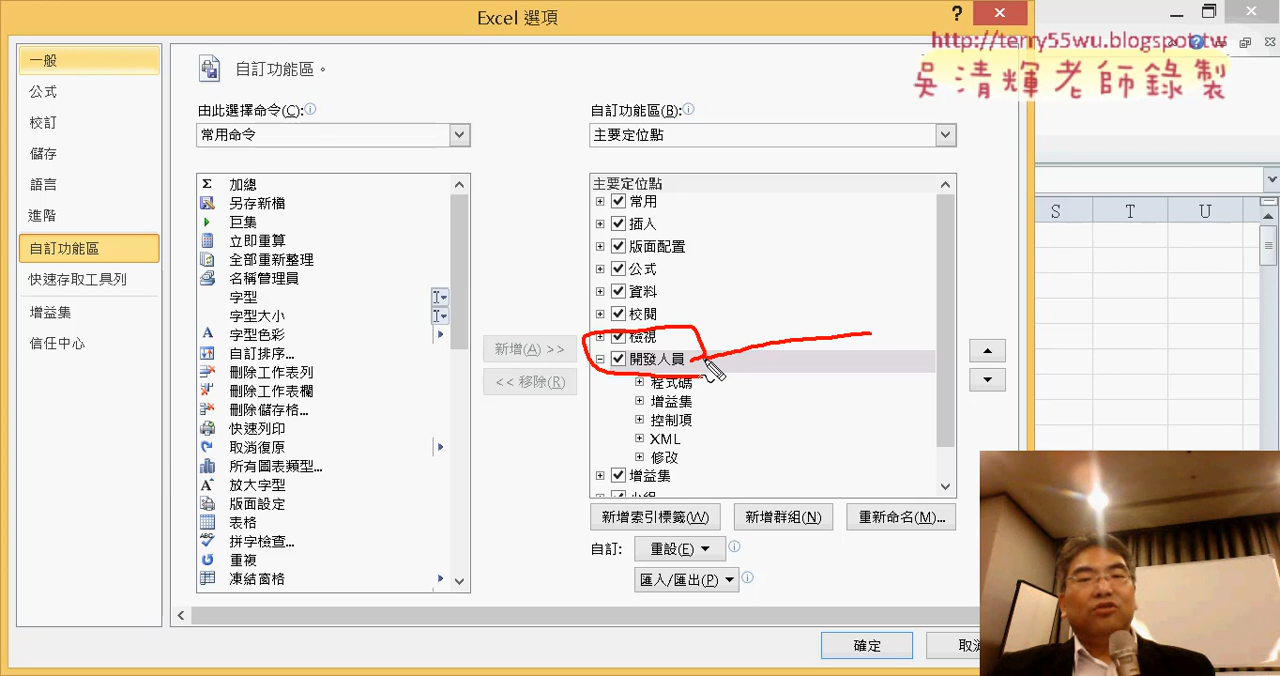 Excel 選項
?
http://terry55wu.blogspot.tw
吳清輝老師錄製
一般
公式
校訂
儲存
語言
進階
自訂功能區
快速存取工具列
增益集
信任中心
自訂功能區。
由此選擇命令(C):
常用命令
加總
另存新檔
巨集
立即重算
全部重新整理
名稱管理員
字型
字型大小
字型色彩
自訂排序...
刪除工作表列
刪除工作表欄
刪除儲存格...
快速列印
取消復原
所有圖表類型...
放大字型
版面設定
表格
拼字檢查...
重複
凍結窗格
新增(A) >>
<< 移除(R)
自訂功能區(B):
主要定位點
主要定位點
常用
插入
版面配置
公式
資料
校閱
檢視
開發人員
程式碼
增益集
控制項
XML
修改
增益集
新增索引標籤(W)
新增群組(N)
重新命名(M)...
自訂:
重設(E)
匯入/匯出(P)
確定
S
T
U